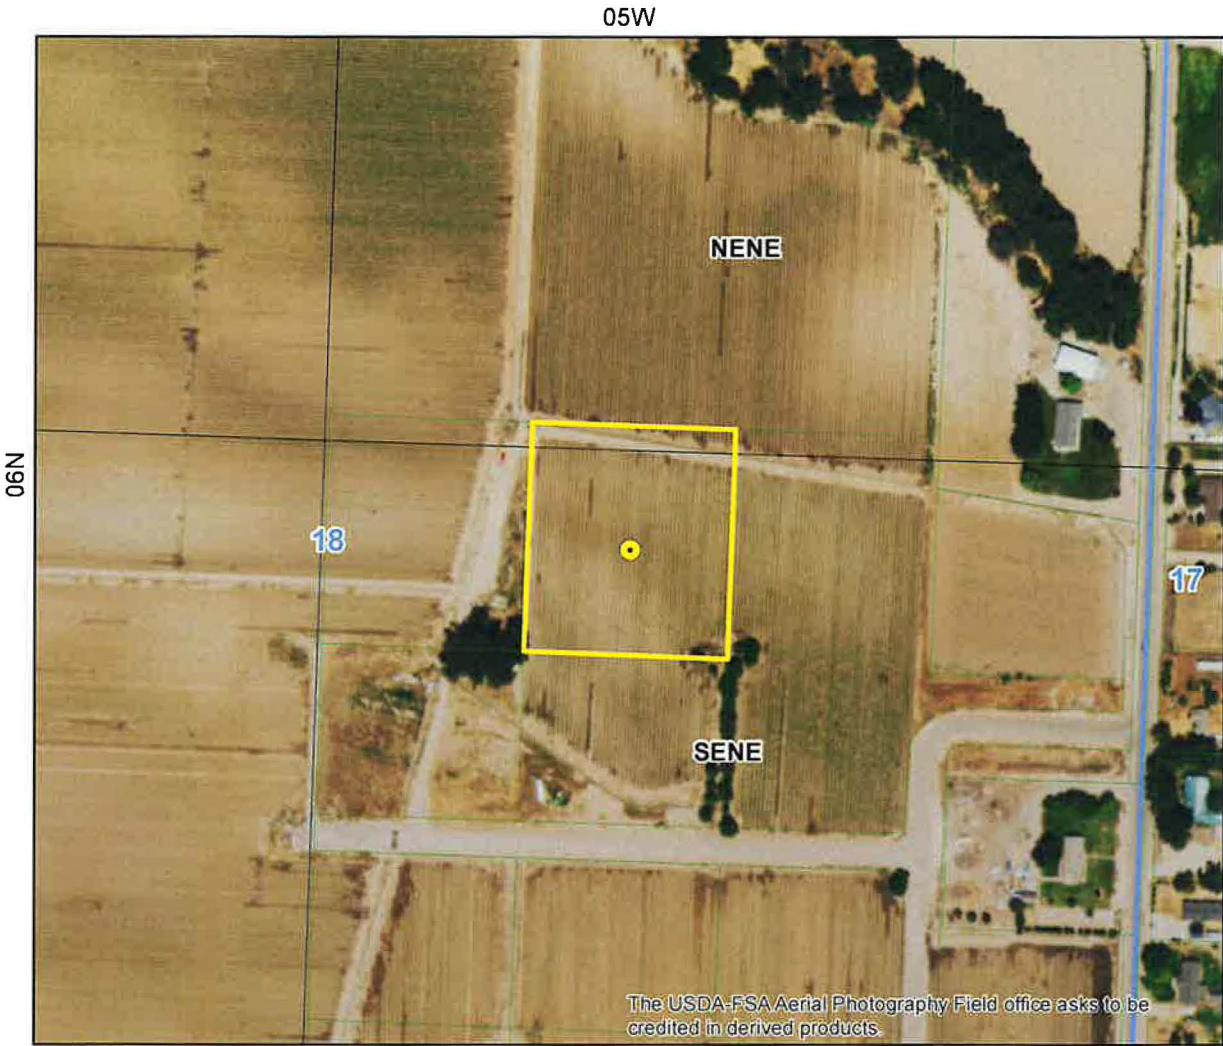 05W
NENE
06N
18
17
SENE
The USDA-FSA Aerial Photography Field office asks to be
credited in derived products.